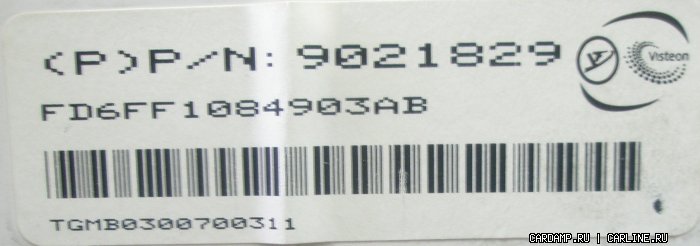 (P)P/N: 9021829
Visteon
FD6FF1084903AB
TGMB0300700311
CARDAMP.RU | CARLINE.RU